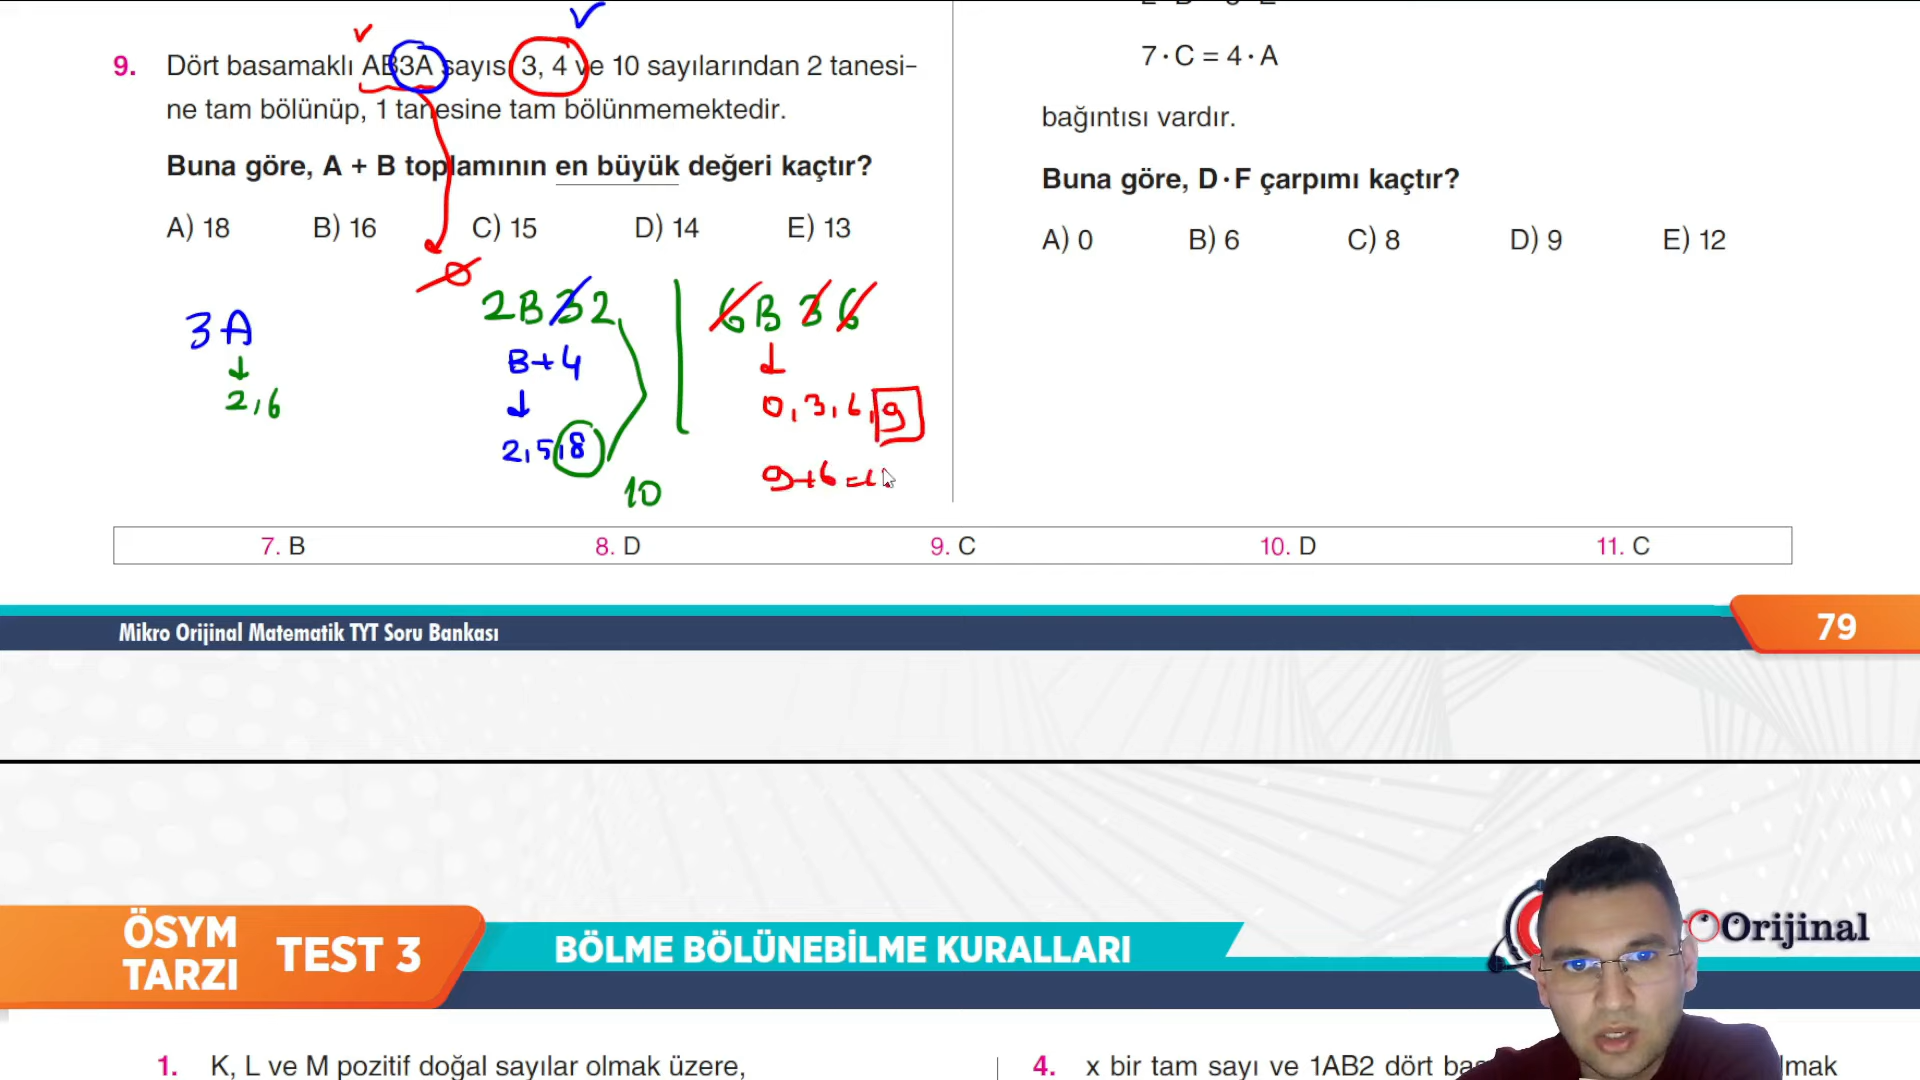 9. Dört basamaklı AB3A sayıs 3, 4 ve 10 sayılarından 2 tanesi-
ne tam bölünüp, 1 tanesine tam bölünmemektedir.
Buna göre, A + B toplamının en büyük değeri kaçtır?
A) 18 B) 16 C) 15 D) 14 E) 13
0
3A
2, 6
2B32
B+4
2, 5, 8
10
6B36
0, 3, 6, 9
9+6=1
7 · C = 4 · A
bağıntısı vardır.
Buna göre, D · F çarpımı kaçtır?
A) 0 B) 6 C) 8 D) 9 E) 12
7. B 8. D 9. C 10. D 11. C
Mikro Orijinal Matematik TYT Soru Bankası
79
ÖSYM
TARZI
TEST 3
BÖLME BÖLÜNEBİLME KURALLARI
Orijinal
1. K, L ve M pozitif doğal sayılar olmak üzere,
4. x bir tam sayı ve 1AB2 dört